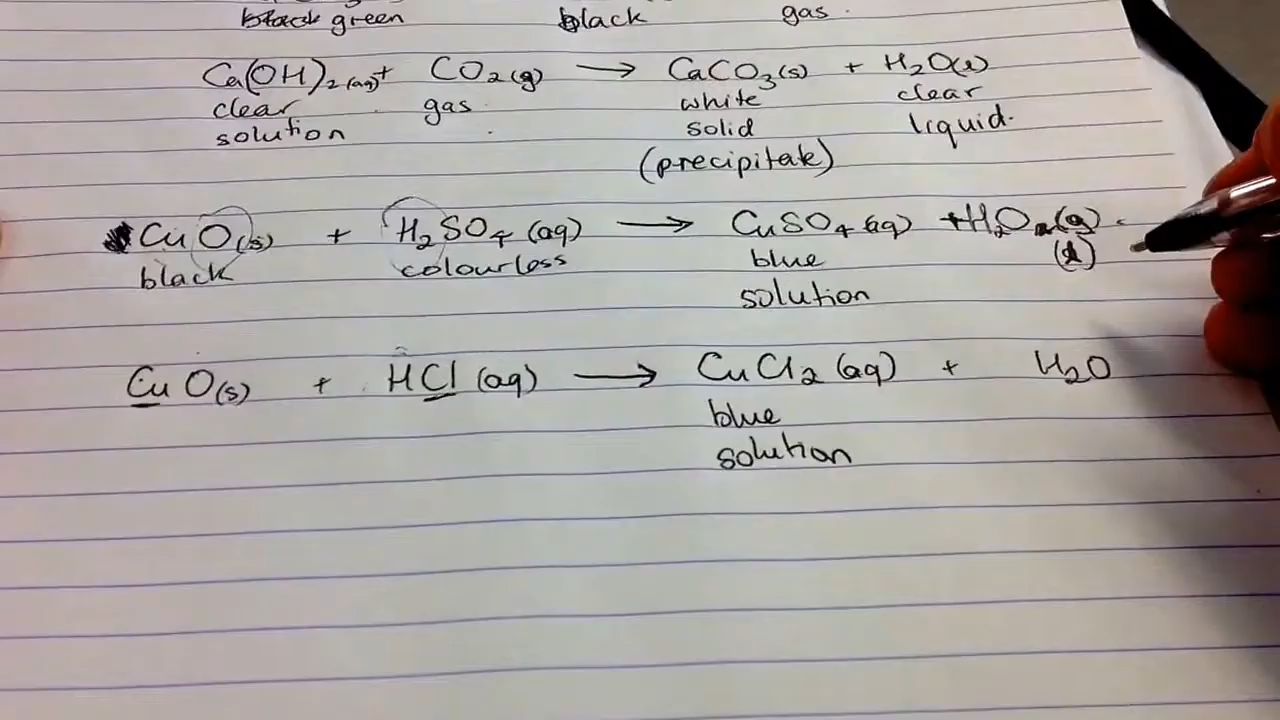 green black gas
Ca(OH)₂(aq) + CO₂(g) → CaCO₃(s) + H₂O(l)
clear gas white clear
solution solid liquid.
(precipitate)
CuO(s) + H₂SO₄(aq) → CuSO₄(aq) + H₂O(g)
black colourless blue (l)
solution
CuO(s) + HCl(aq) → CuCl₂(aq) + H₂O
blue
solution